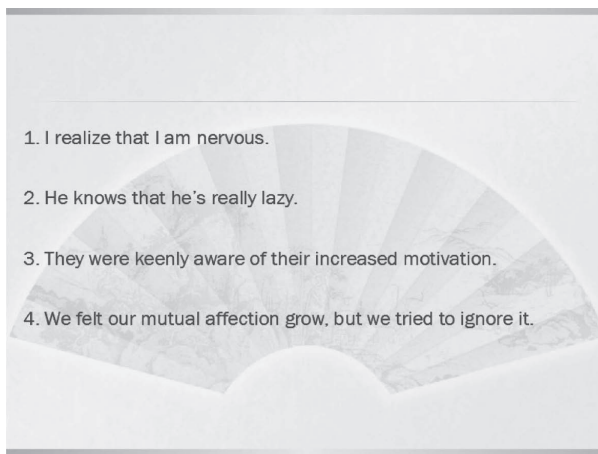 1. I realize that I am nervous.
2. He knows that he's really lazy.
3. They were keenly aware of their increased motivation.
4. We felt our mutual affection grow, but we tried to ignore it.